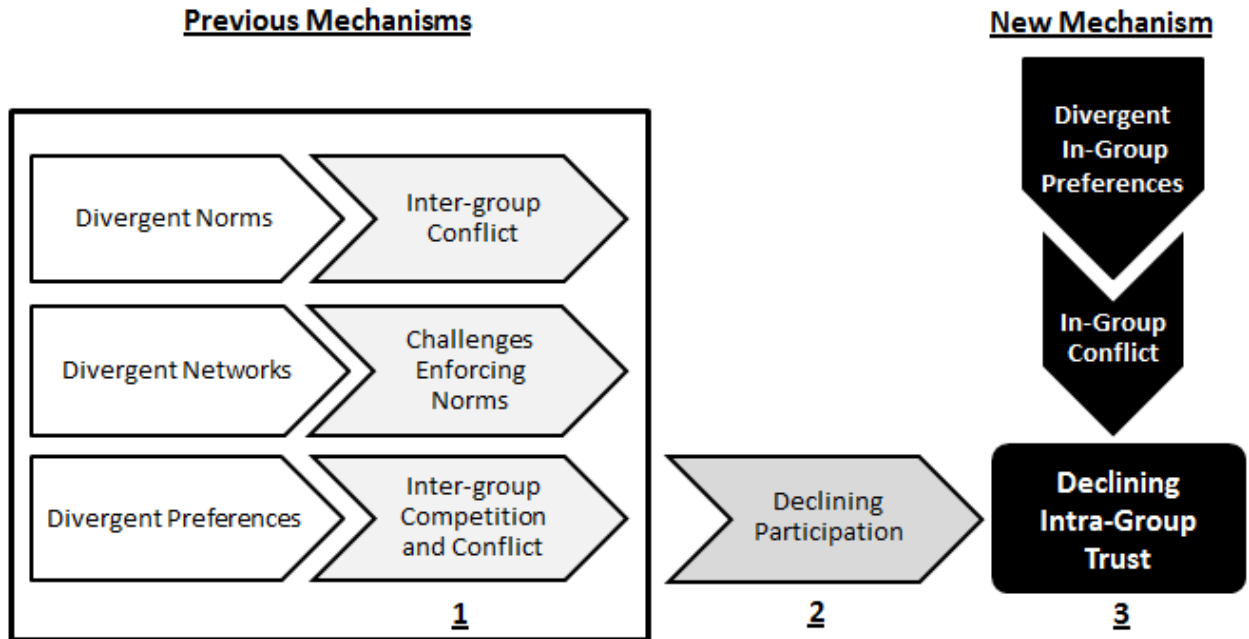 Previous Mechanisms
New Mechanism
Divergent Norms
Inter-group
Conflict
Divergent Networks
Challenges
Enforcing
Norms
Divergent Preferences
Inter-group
Competition
and Conflict
1
Declining
Participation
2
Divergent
In-Group
Preferences
In-Group
Conflict
Declining
Intra-Group
Trust
3